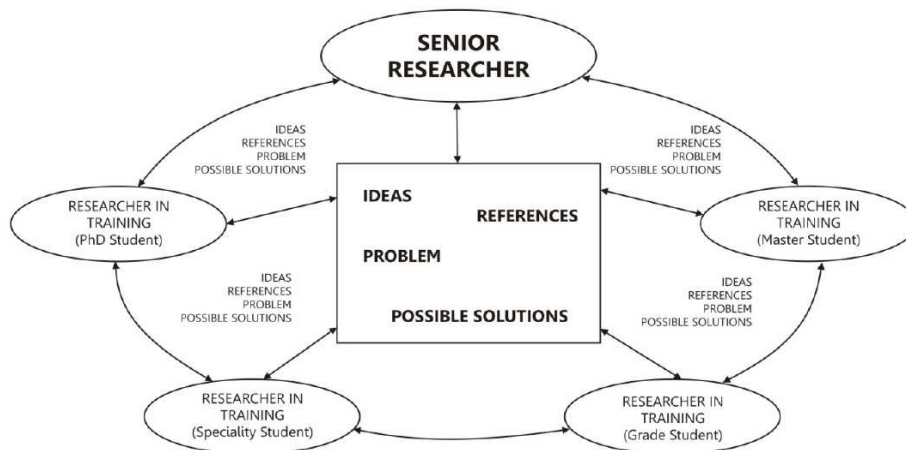 SENIOR
RESEARCHER
IDEAS
REFERENCES
PROBLEM
POSSIBLE SOLUTIONS
IDEAS
REFERENCES
PROBLEM
POSSIBLE SOLUTIONS
RESEARCHER IN
TRAINING
(PhD Student)
IDEAS
REFERENCES
PROBLEM
POSSIBLE SOLUTIONS
RESEARCHER IN
TRAINING
(Master Student)
IDEAS
REFERENCES
PROBLEM
POSSIBLE SOLUTIONS
IDEAS
REFERENCES
PROBLEM
POSSIBLE SOLUTIONS
RESEARCHER IN
TRAINING
(Speciality Student)
RESEARCHER IN
TRAINING
(Grade Student)